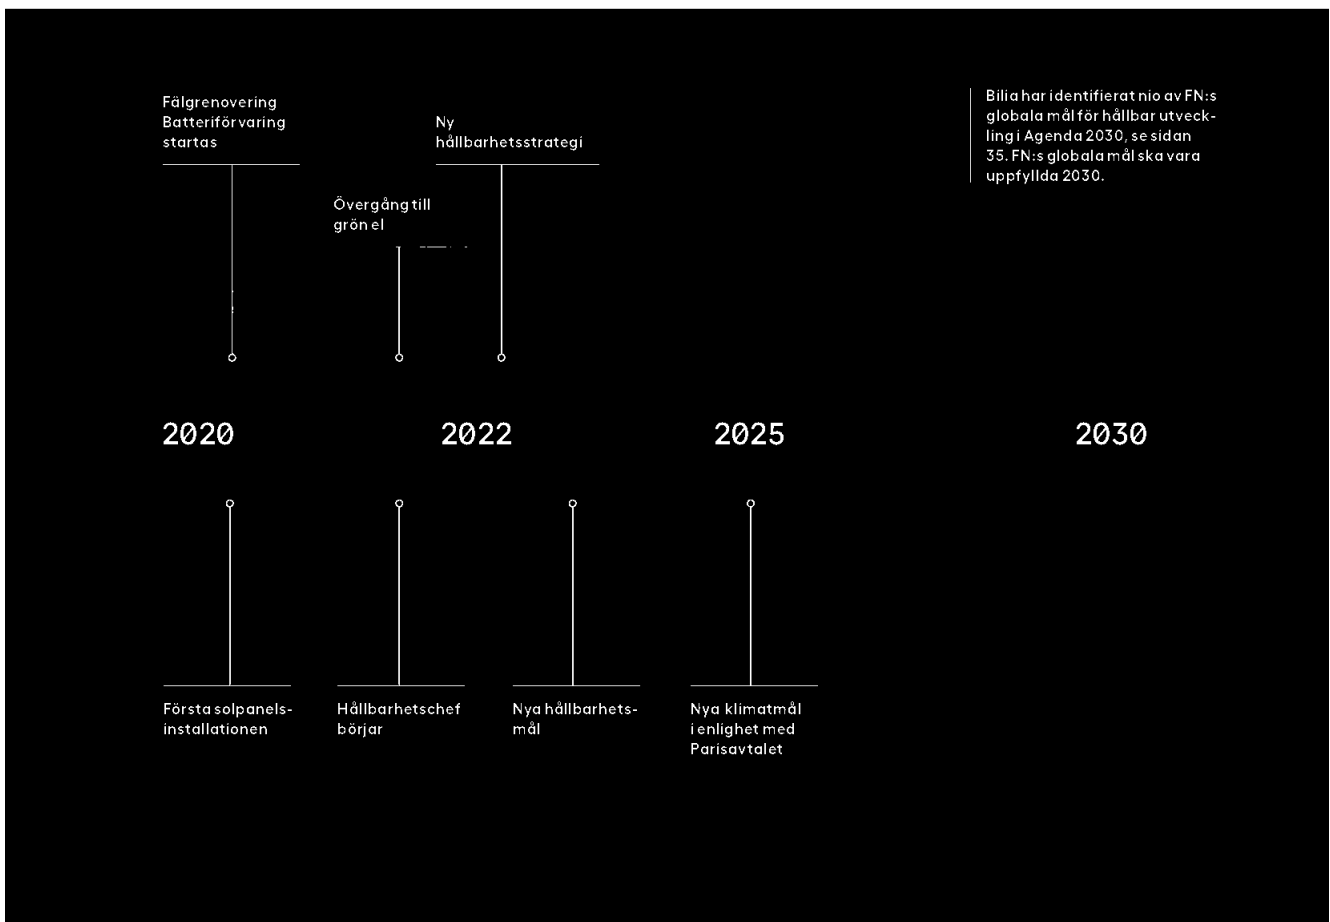 Fälgrenovering
Batteriförvaring
startas
Ny
hållbarhetsstrategi
Övergång till
grön el
Bilia har identifierat nio av FN:s
globala mål för hållbar utveck-
ling i Agenda 2030, se sidan
35. FN:s globala mål ska vara
uppfyllda 2030.
2020
2022
2025
2030
Första solpanels-
installationen
Hållbarhetschef
börjar
Nya hållbarhets-
mål
Nya klimatmål
i enlighet med
Parisavtalet